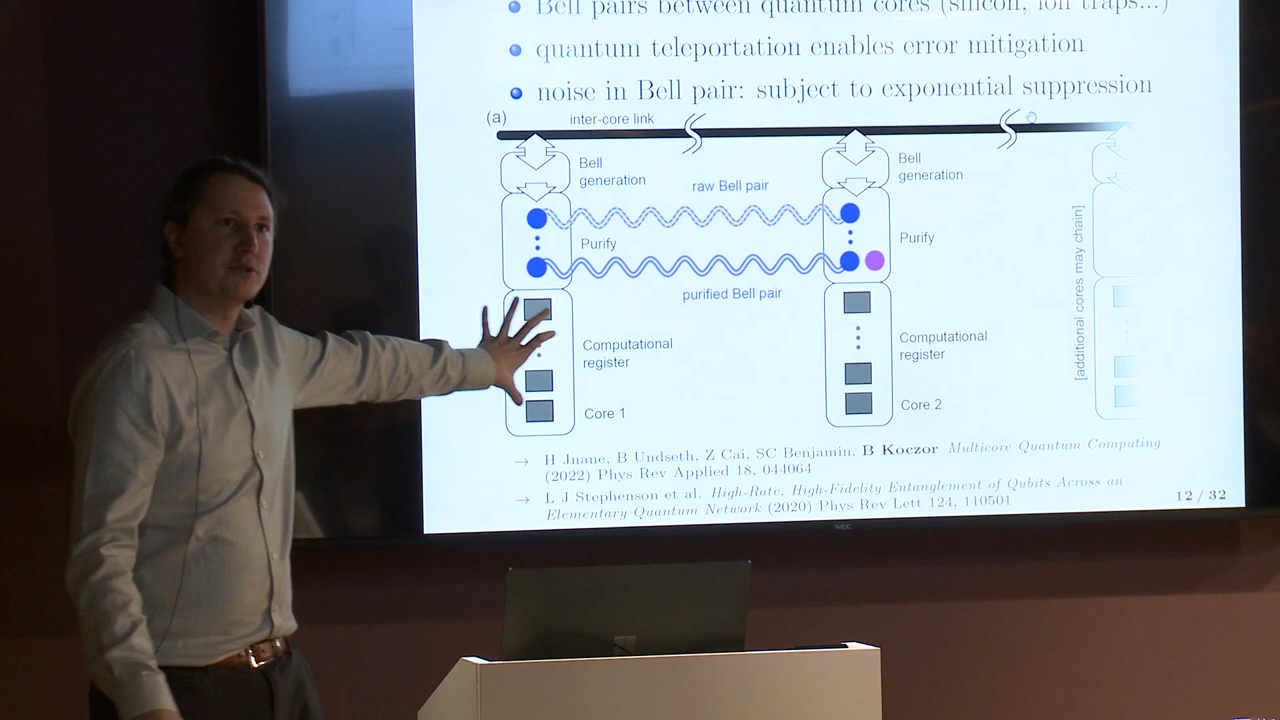 Bell pairs between quantum cores (silicon, ion traps...)
quantum teleportation enables error mitigation
noise in Bell pair: subject to exponential suppression
(a)
inter-core link
Bell
generation
raw Bell pair
Bell
generation
Purify
Purify
purified Bell pair
[additional cores may chain]
Computational
register
Computational
register
Core 1
Core 2
→ H Jnane, B Undseth, Z Cai, SC Benjamin, B Koczor Multicore Quantum Computing
(2022) Phys Rev Applied 18, 044064
→ L J Stephenson et al. High-Rate, High-Fidelity Entanglement of Qubits Across an
Elementary Quantum Network (2020) Phys Rev Lett 124, 110501
12 / 32
NEC